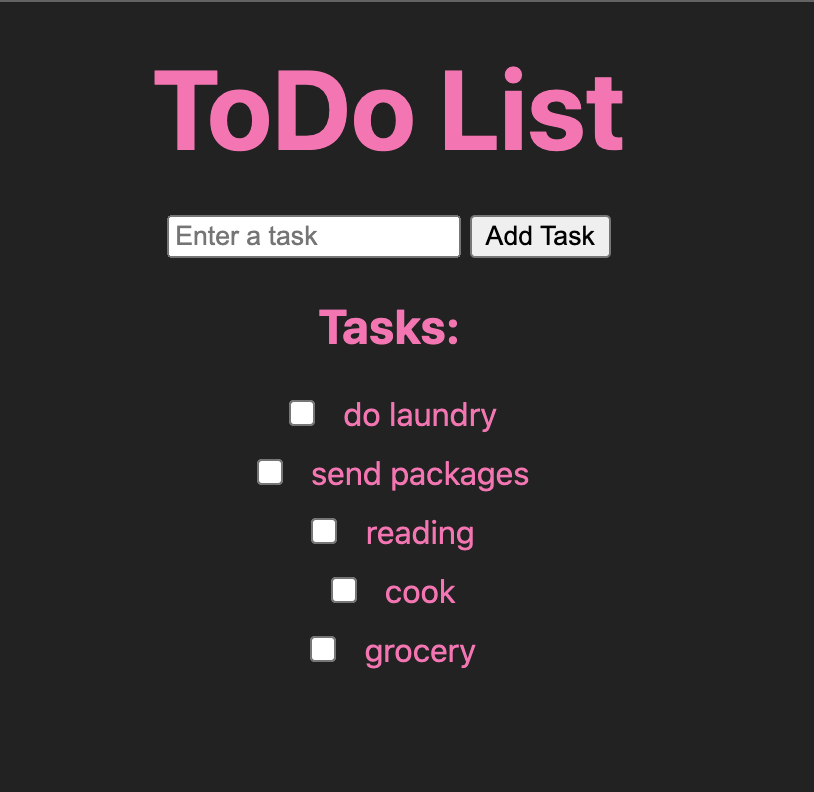 ToDo List
Enter a task Add Task
Tasks:
do laundry
send packages
reading
cook
grocery